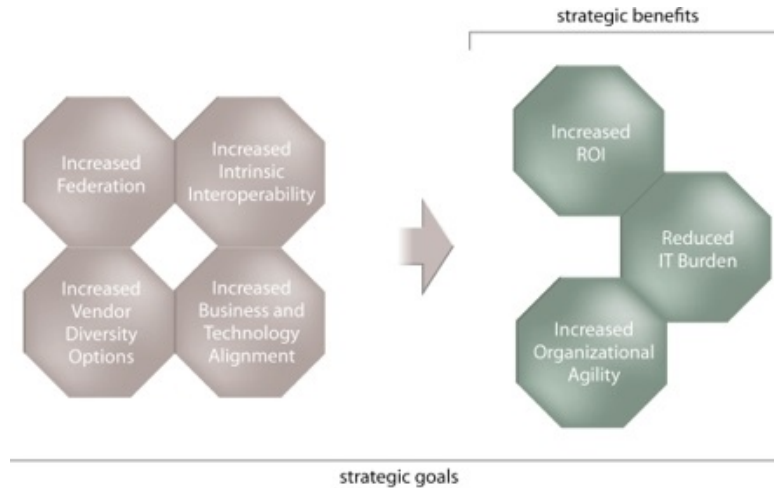 strategic benefits
Increased
Federation
Increased
Intrinsic
Interoperability
Increased
Vendor
Diversity
Options
Increased
Business and
Technology
Alignment
Increased
ROI
Reduced
IT Burden
Increased
Organizational
Agility
strategic goals